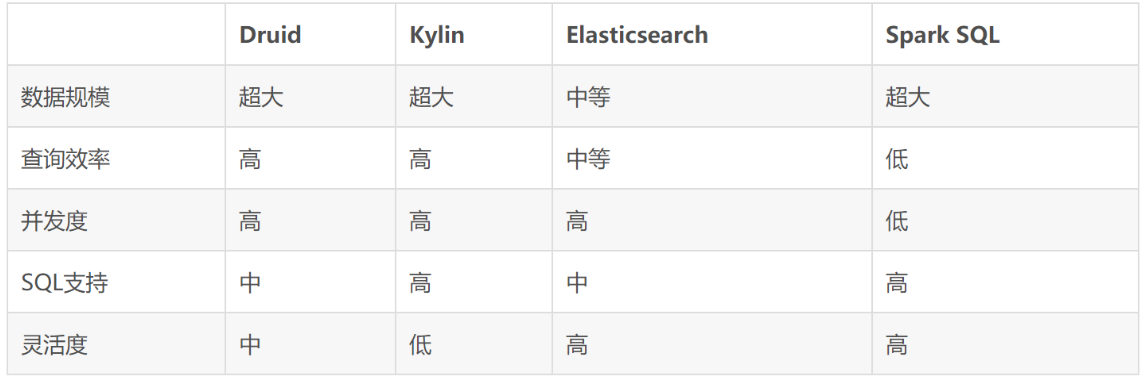 Druid Kylin Elasticsearch Spark SQL
数据规模 超大 超大 中等 超大
查询效率 高 高 中等 低
并发度 高 高 高 低
SQL支持 中 高 中 高
灵活度 中 低 高 高